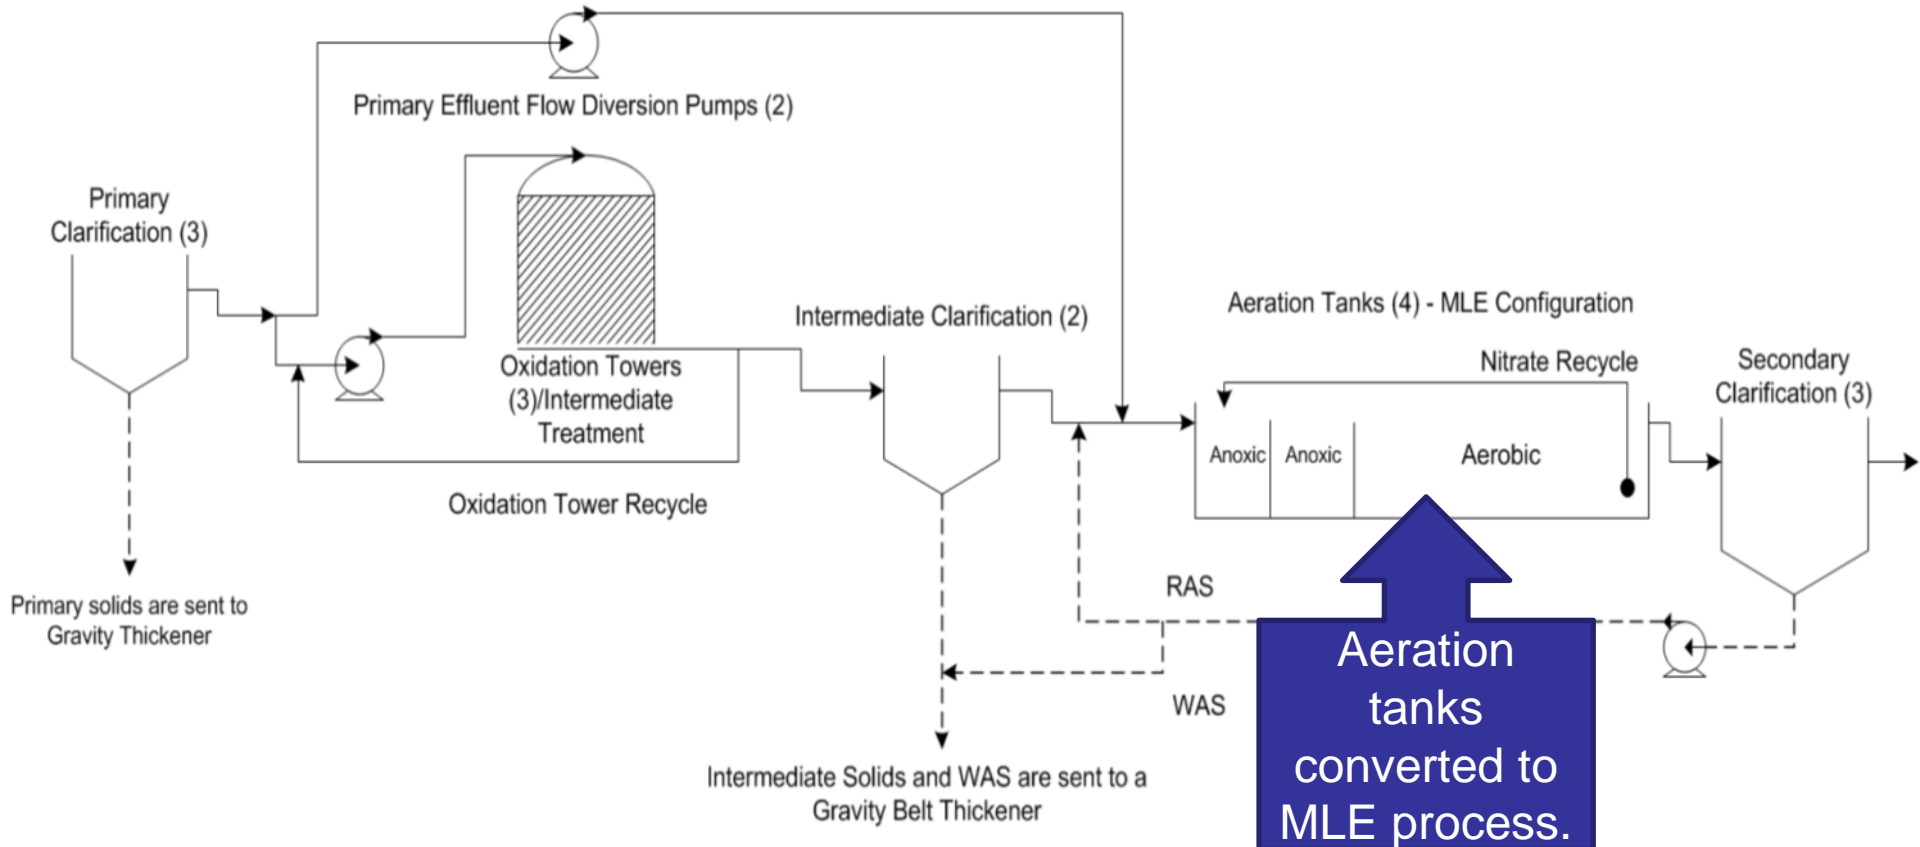 Primary Effluent Flow Diversion Pumps (2)
Primary
Clarification (3)
Oxidation Towers
(3)/Intermediate
Treatment
Oxidation Tower Recycle
Intermediate Clarification (2)
Aeration Tanks (4) - MLE Configuration
Nitrate Recycle
Secondary
Clarification (3)
Anoxic
Anoxic
Aerobic
Primary solids are sent to
Gravity Thickener
RAS
WAS
Intermediate Solids and WAS are sent to a
Gravity Belt Thickener
Aeration
tanks
converted to
MLE process.